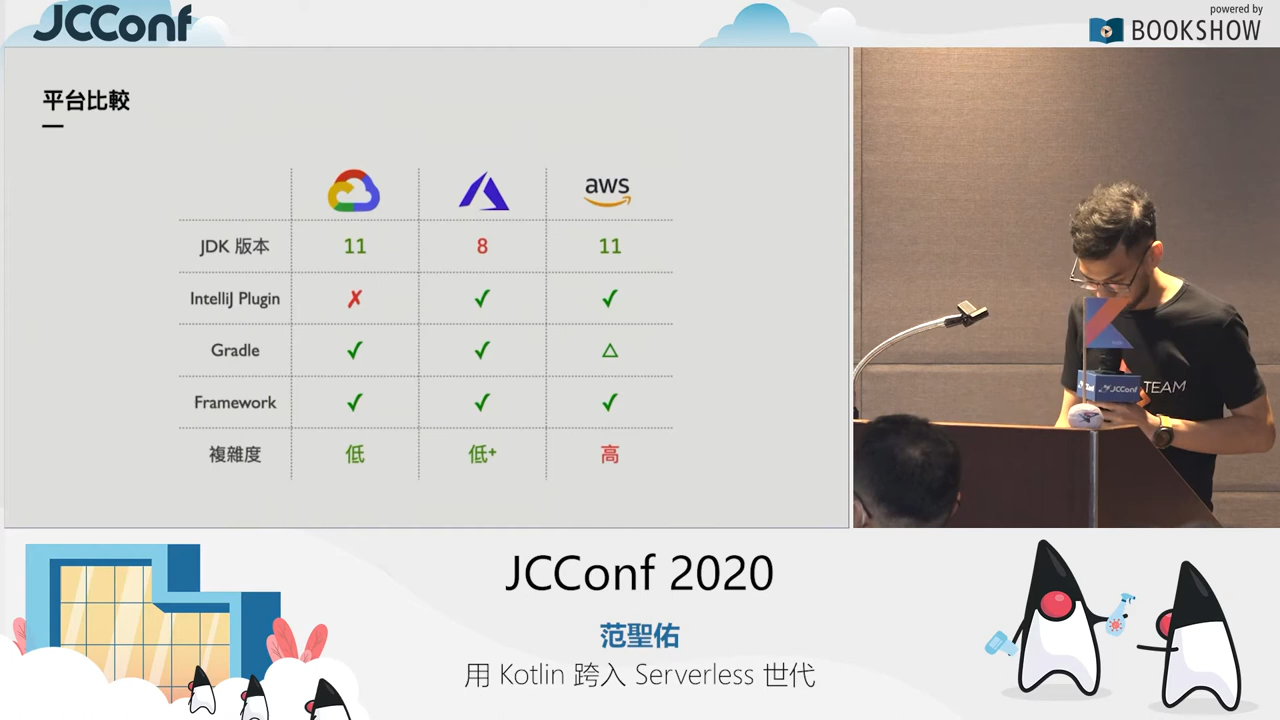 JCConf
powered by
BOOKSHOW
平台比較
aws
JDK 版本 11 8 11
IntelliJ Plugin ✗ ✓ ✓
Gradle ✓ ✓ △
Framework ✓ ✓ ✓
複雜度 低 低+ 高
JCConf
TEAM
JCConf 2020
范聖佑
用 Kotlin 跨入 Serverless 世代